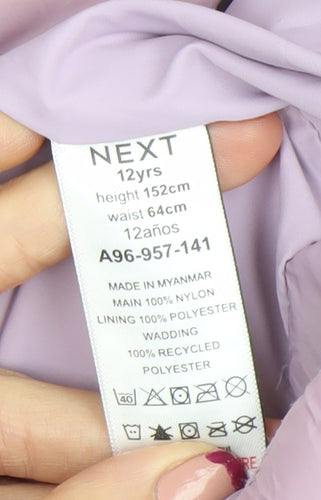 NEXT
12yrs
height 152cm
waist 64cm
12años
A96-957-141
MADE IN MYANMAR
MAIN 100% NYLON
LINING 100% POLYESTER
WADDING
100% RECYCLED
POLYESTER
40
RE